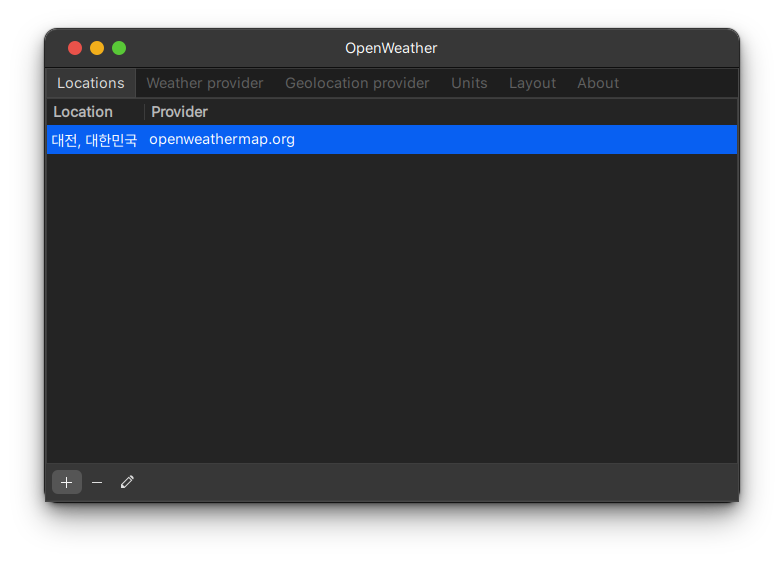 OpenWeather
Locations Weather provider Geolocation provider Units Layout About
Location Provider
대전, 대한민국 openweathermap.org